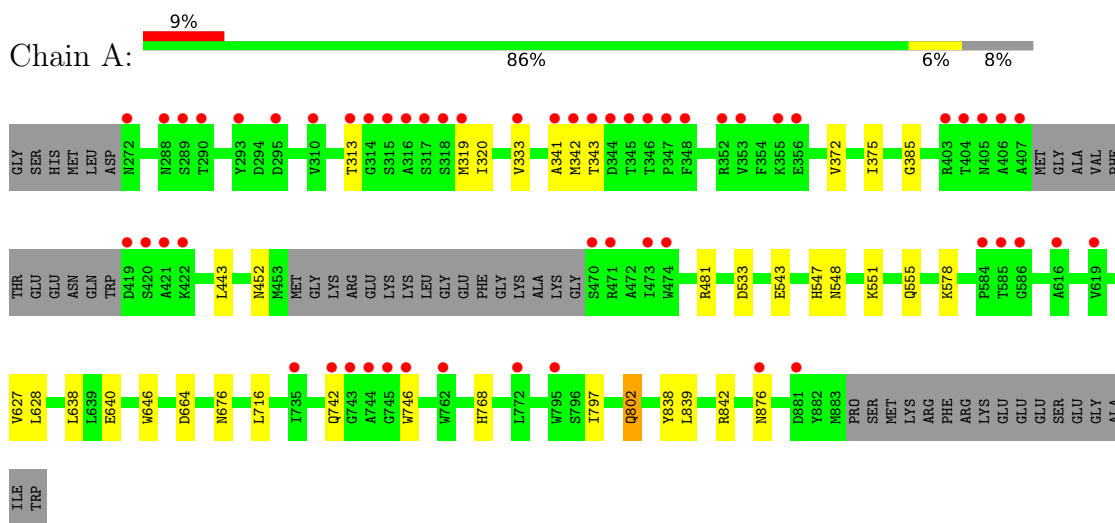 9%
Chain A:
86% 6% 8%
GLY SER HIS MET LEU ASP N272 N288 S289 T290 Y293 D294 D295 V310 T313 G314 S315 A316 S317 S318 M319 I320 V333 A341 M342 T343 D344 T345 T346 P347 F348 R352 V353 F354 K355 E356 V372 I375 G385 R403 T404 N405 A406 A407 MET GLY ALA VAL PHE
THR GLU GLU ASN GLN TRP D419 S420 A421 K422 L443 N452 M453 MET GLY LYS ARG GLU LYS LYS LEU GLY GLU PHE GLY LYS ALA LYS GLY S470 R471 A472 I473 W474 R481 D533 E543 H547 N548 K551 Q555 K578 P584 T585 G586 A616 V619
V627 L628 L638 L639 E640 W646 D664 N676 L716 I735 Q742 G743 A744 G745 W746 W762 H768 L772 W795 S796 I797 Q802 Y838 L839 R842 N876 D881 Y882 M883 PRO SER MET LYS ARG PHE ARG LYS GLU GLU GLU SER GLU GLY ALA
ILE TRP